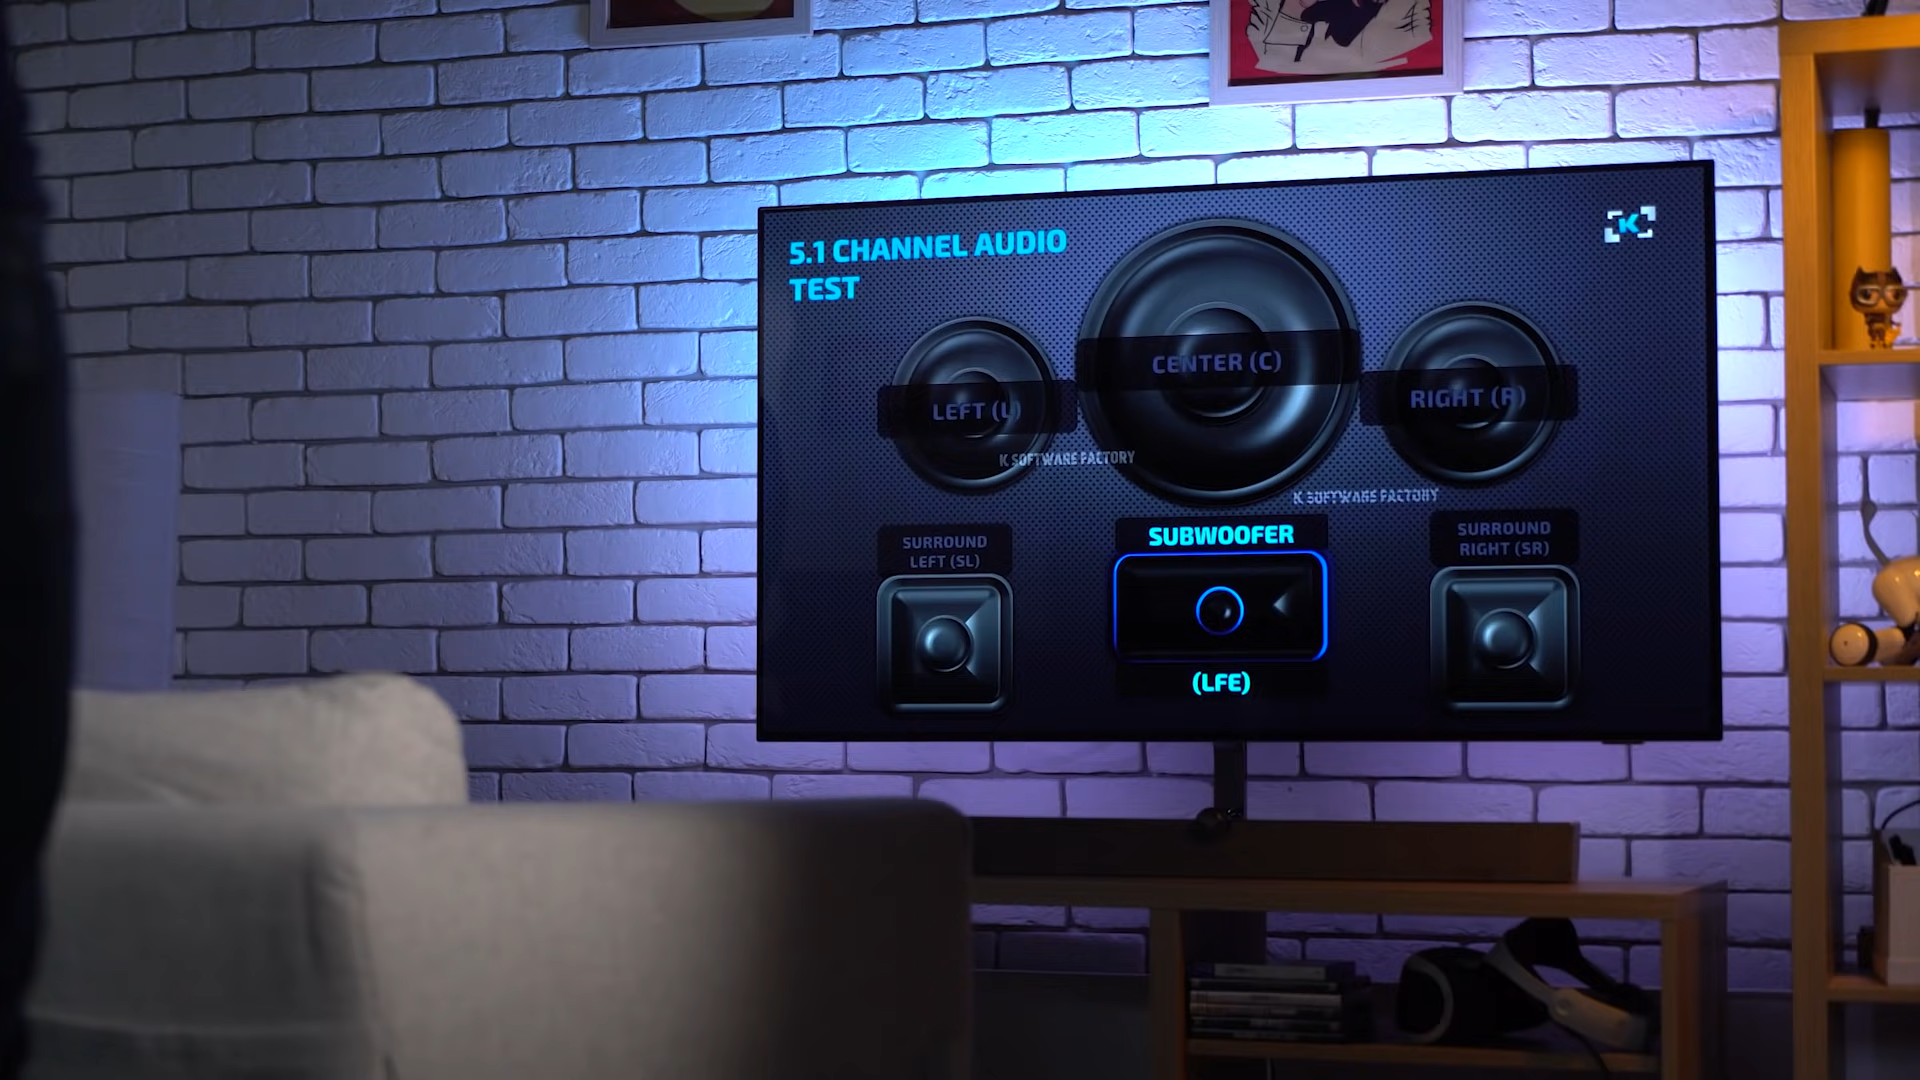 5.1 CHANNEL AUDIO
TEST
K
CENTER (C)
LEFT (L)
RIGHT (R)
K SOFTWARE FACTORY
K SOFTWARE FACTORY
SURROUND
LEFT (SL)
SUBWOOFER
(LFE)
SURROUND
RIGHT (SR)